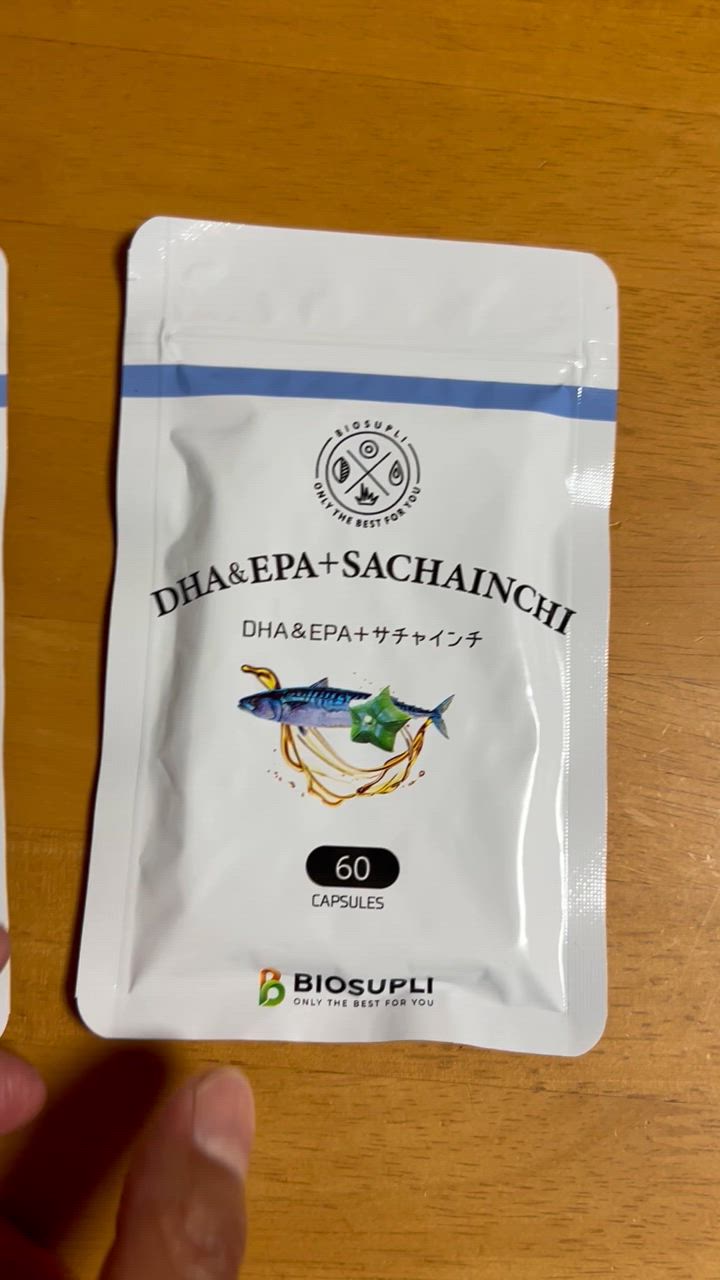 BIOSUPLI
ONLY THE BEST FOR YOU
DHA&EPA+SACHAINCHI
DHA&EPA+サチャインチ
60
CAPSULES
BIOSUPLI
ONLY THE BEST FOR YOU